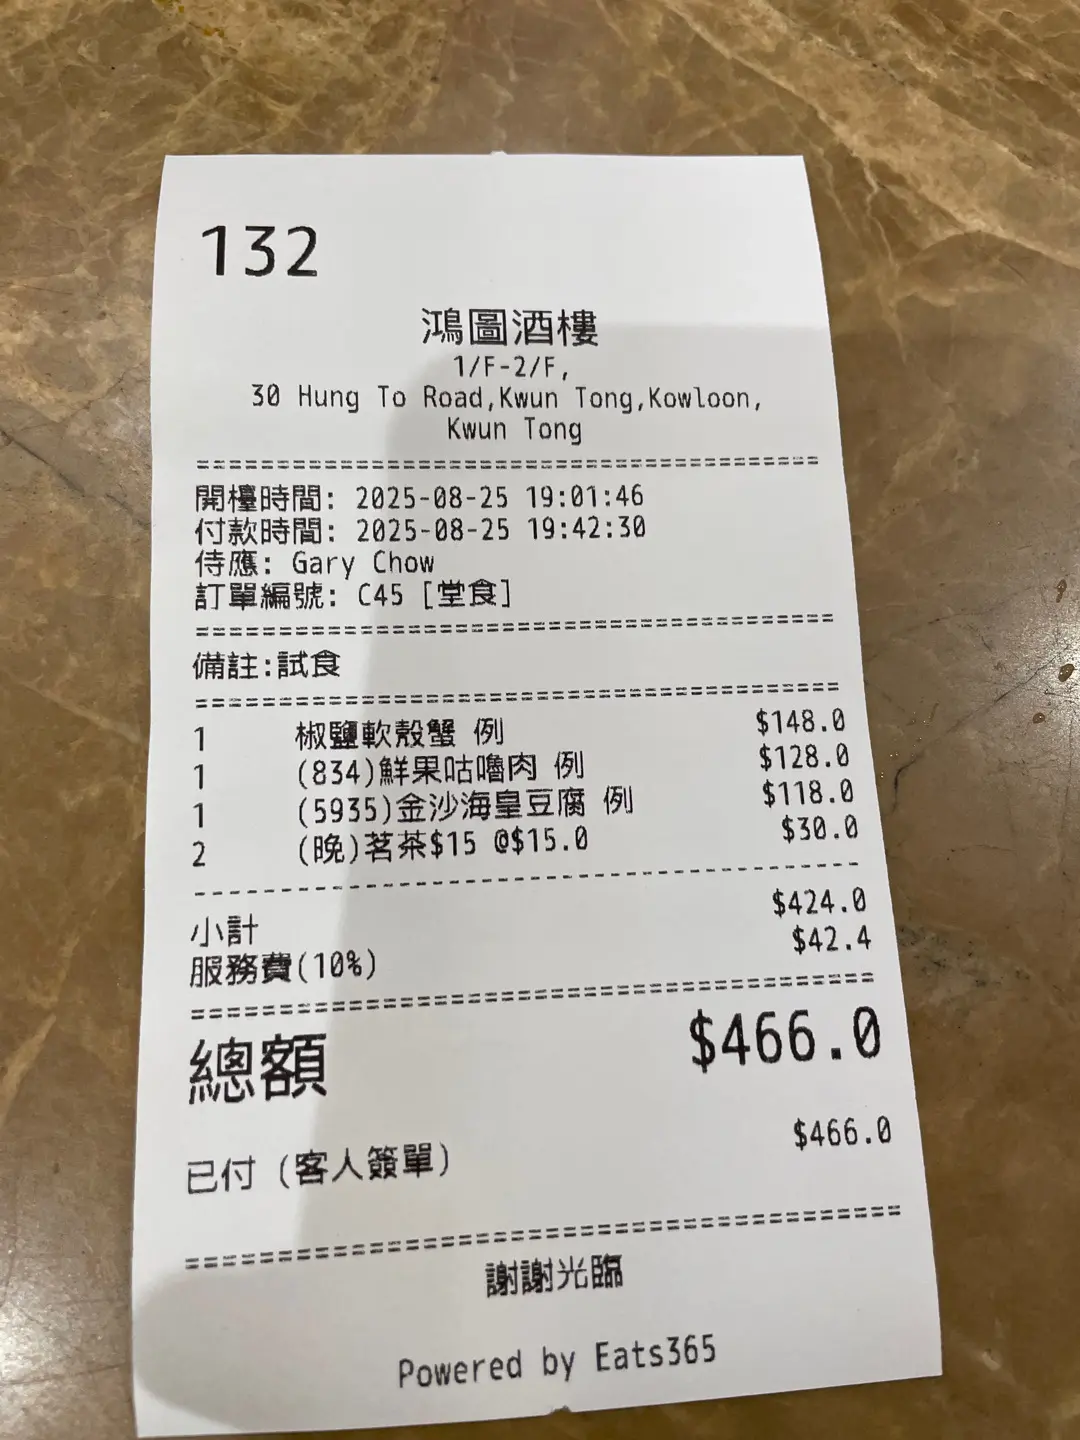 132
鴻圖酒樓
1/F-2/F,
30 Hung To Road,Kwun Tong,Kowloon,
Kwun Tong
開檯時間: 2025-08-25 19:01:46
付款時間: 2025-08-25 19:42:30
侍應: Gary Chow
訂單編號: C45 [堂食]
備註:試食
1 椒鹽軟殼蟹 例 $148.0
1 (834)鮮果咕嚕肉 例 $128.0
1 (5935)金沙海皇豆腐 例 $118.0
2 (晚)茗茶$15 @$15.0 $30.0
小計 $424.0
服務費(10%) $42.4
總額 $466.0
已付 (客人簽單) $466.0
謝謝光臨
Powered by Eats365